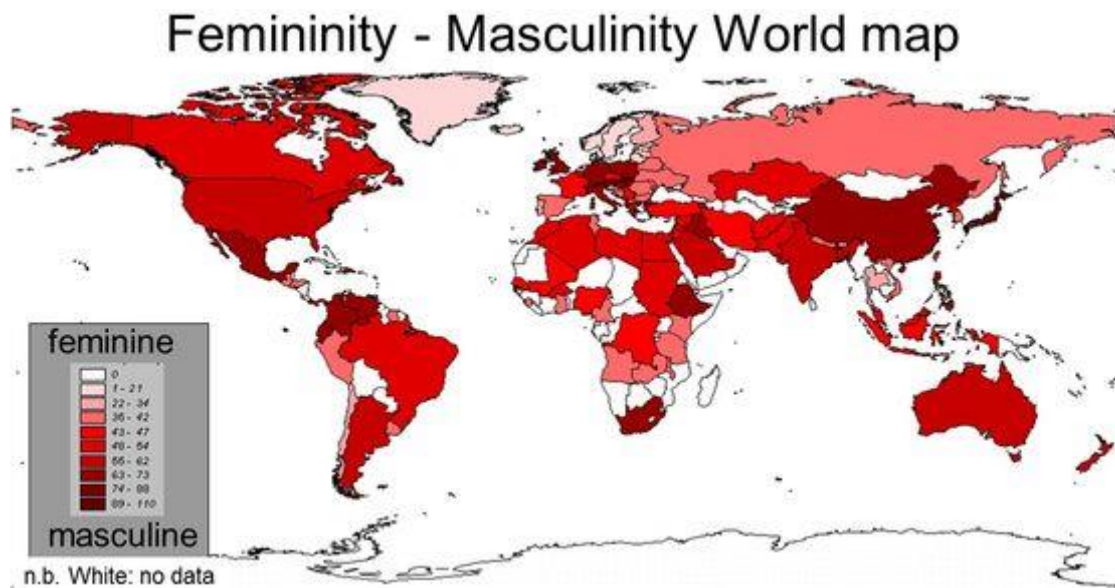 Femininity - Masculinity World map
feminine
0
1 - 21
22 - 34
35 - 42
43 - 47
48 - 54
55 - 62
63 - 73
74 - 88
89 - 110
masculine
n.b. White: no data